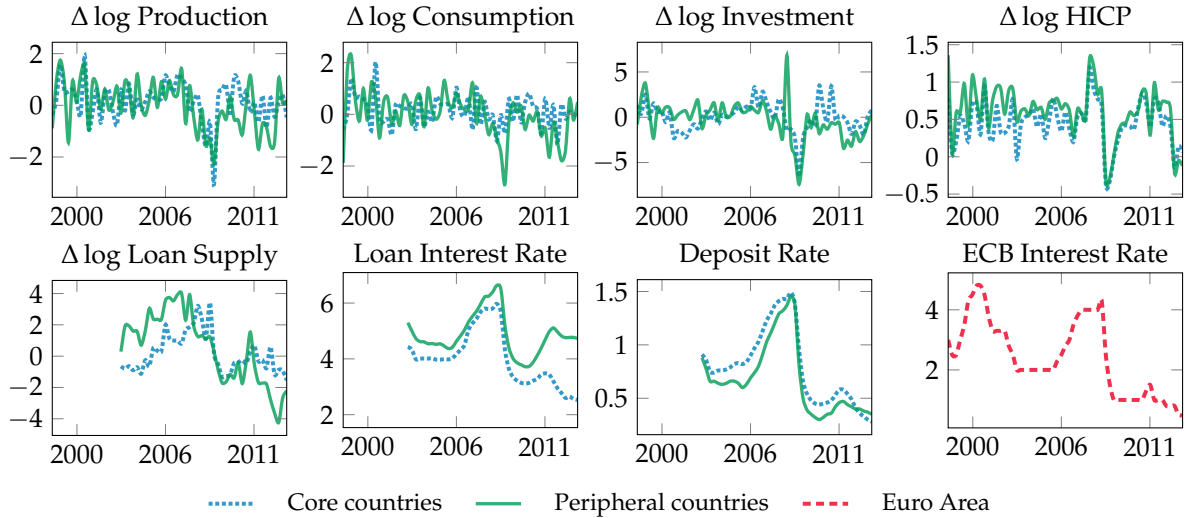 Δ log Production
2
0
−2
2000 2006 2011
Δ log Consumption
2
0
−2
2000 2006 2011
Δ log Investment
5
0
−5
2000 2006 2011
Δ log HICP
1.5
1
0.5
0
−0.5
2000 2006 2011
Δ log Loan Supply
4
2
0
−2
−4
2000 2006 2011
Loan Interest Rate
6
4
2
2000 2006 2011
Deposit Rate
1.5
1
0.5
2000 2006 2011
ECB Interest Rate
4
2
2000 2006 2011
Core countries Peripheral countries Euro Area